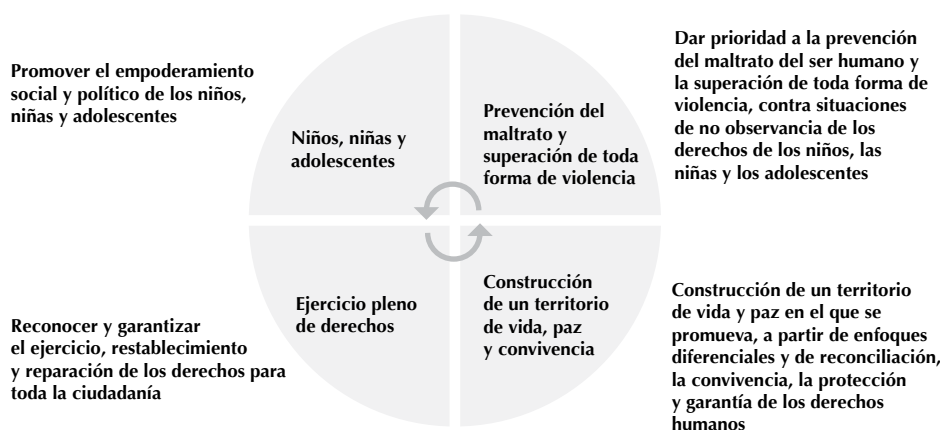 Promover el empoderamiento
social y político de los niños,
niñas y adolescentes
Niños, niñas y
adolescentes
Prevención del
maltrato y
superación de toda
forma de violencia
Dar prioridad a la prevención
del maltrato del ser humano y
la superación de toda forma de
violencia, contra situaciones
de no observancia de los
derechos de los niños, las
niñas y los adolescentes
Reconocer y garantizar
el ejercicio, restablecimiento
y reparación de los derechos para
toda la ciudadanía
Ejercicio pleno
de derechos
Construcción
de un territorio
de vida, paz
y convivencia
Construcción de un territorio
de vida y paz en el que se
promueva, a partir de enfoques
diferenciales y de reconciliación,
la convivencia, la protección
y garantía de los derechos
humanos